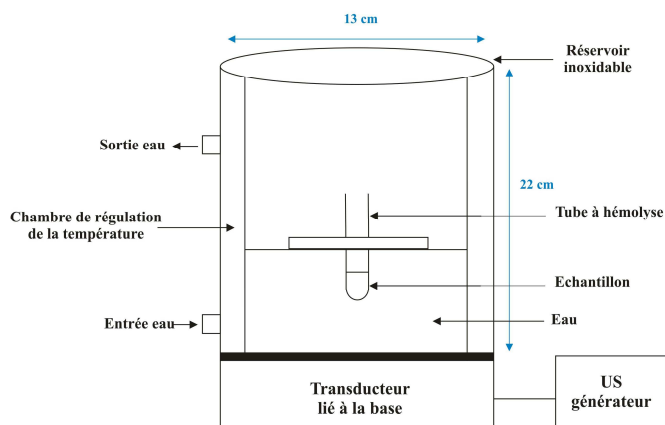 13 cm
Réservoir
inoxidable
Sortie eau
22 cm
Chambre de régulation
de la température
Tube à hémolyse
Echantillon
Entrée eau
Eau
Transducteur
lié à la base
US
générateur